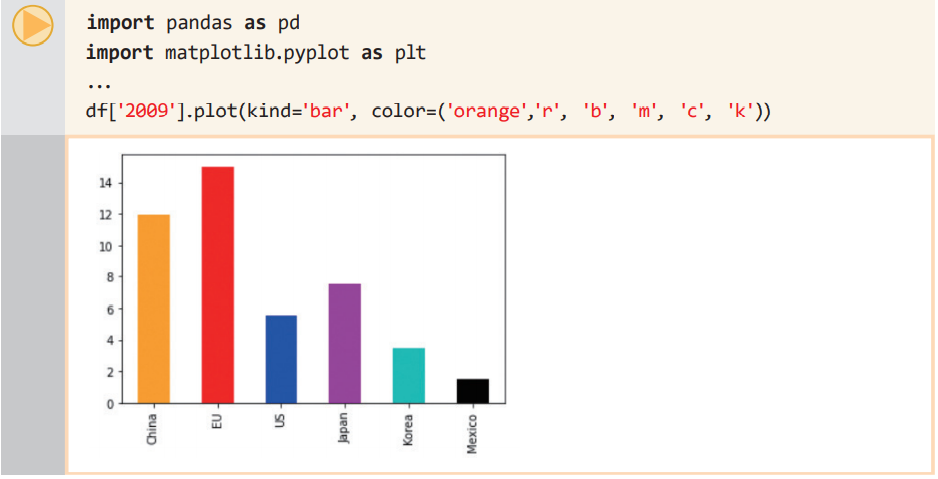 import pandas as pd
import matplotlib.pyplot as plt
...
df['2009'].plot(kind='bar', color=('orange','r', 'b', 'm', 'c', 'k'))
14
12
10
8
6
4
2
0
China
EU
US
Japan
Korea
Mexico